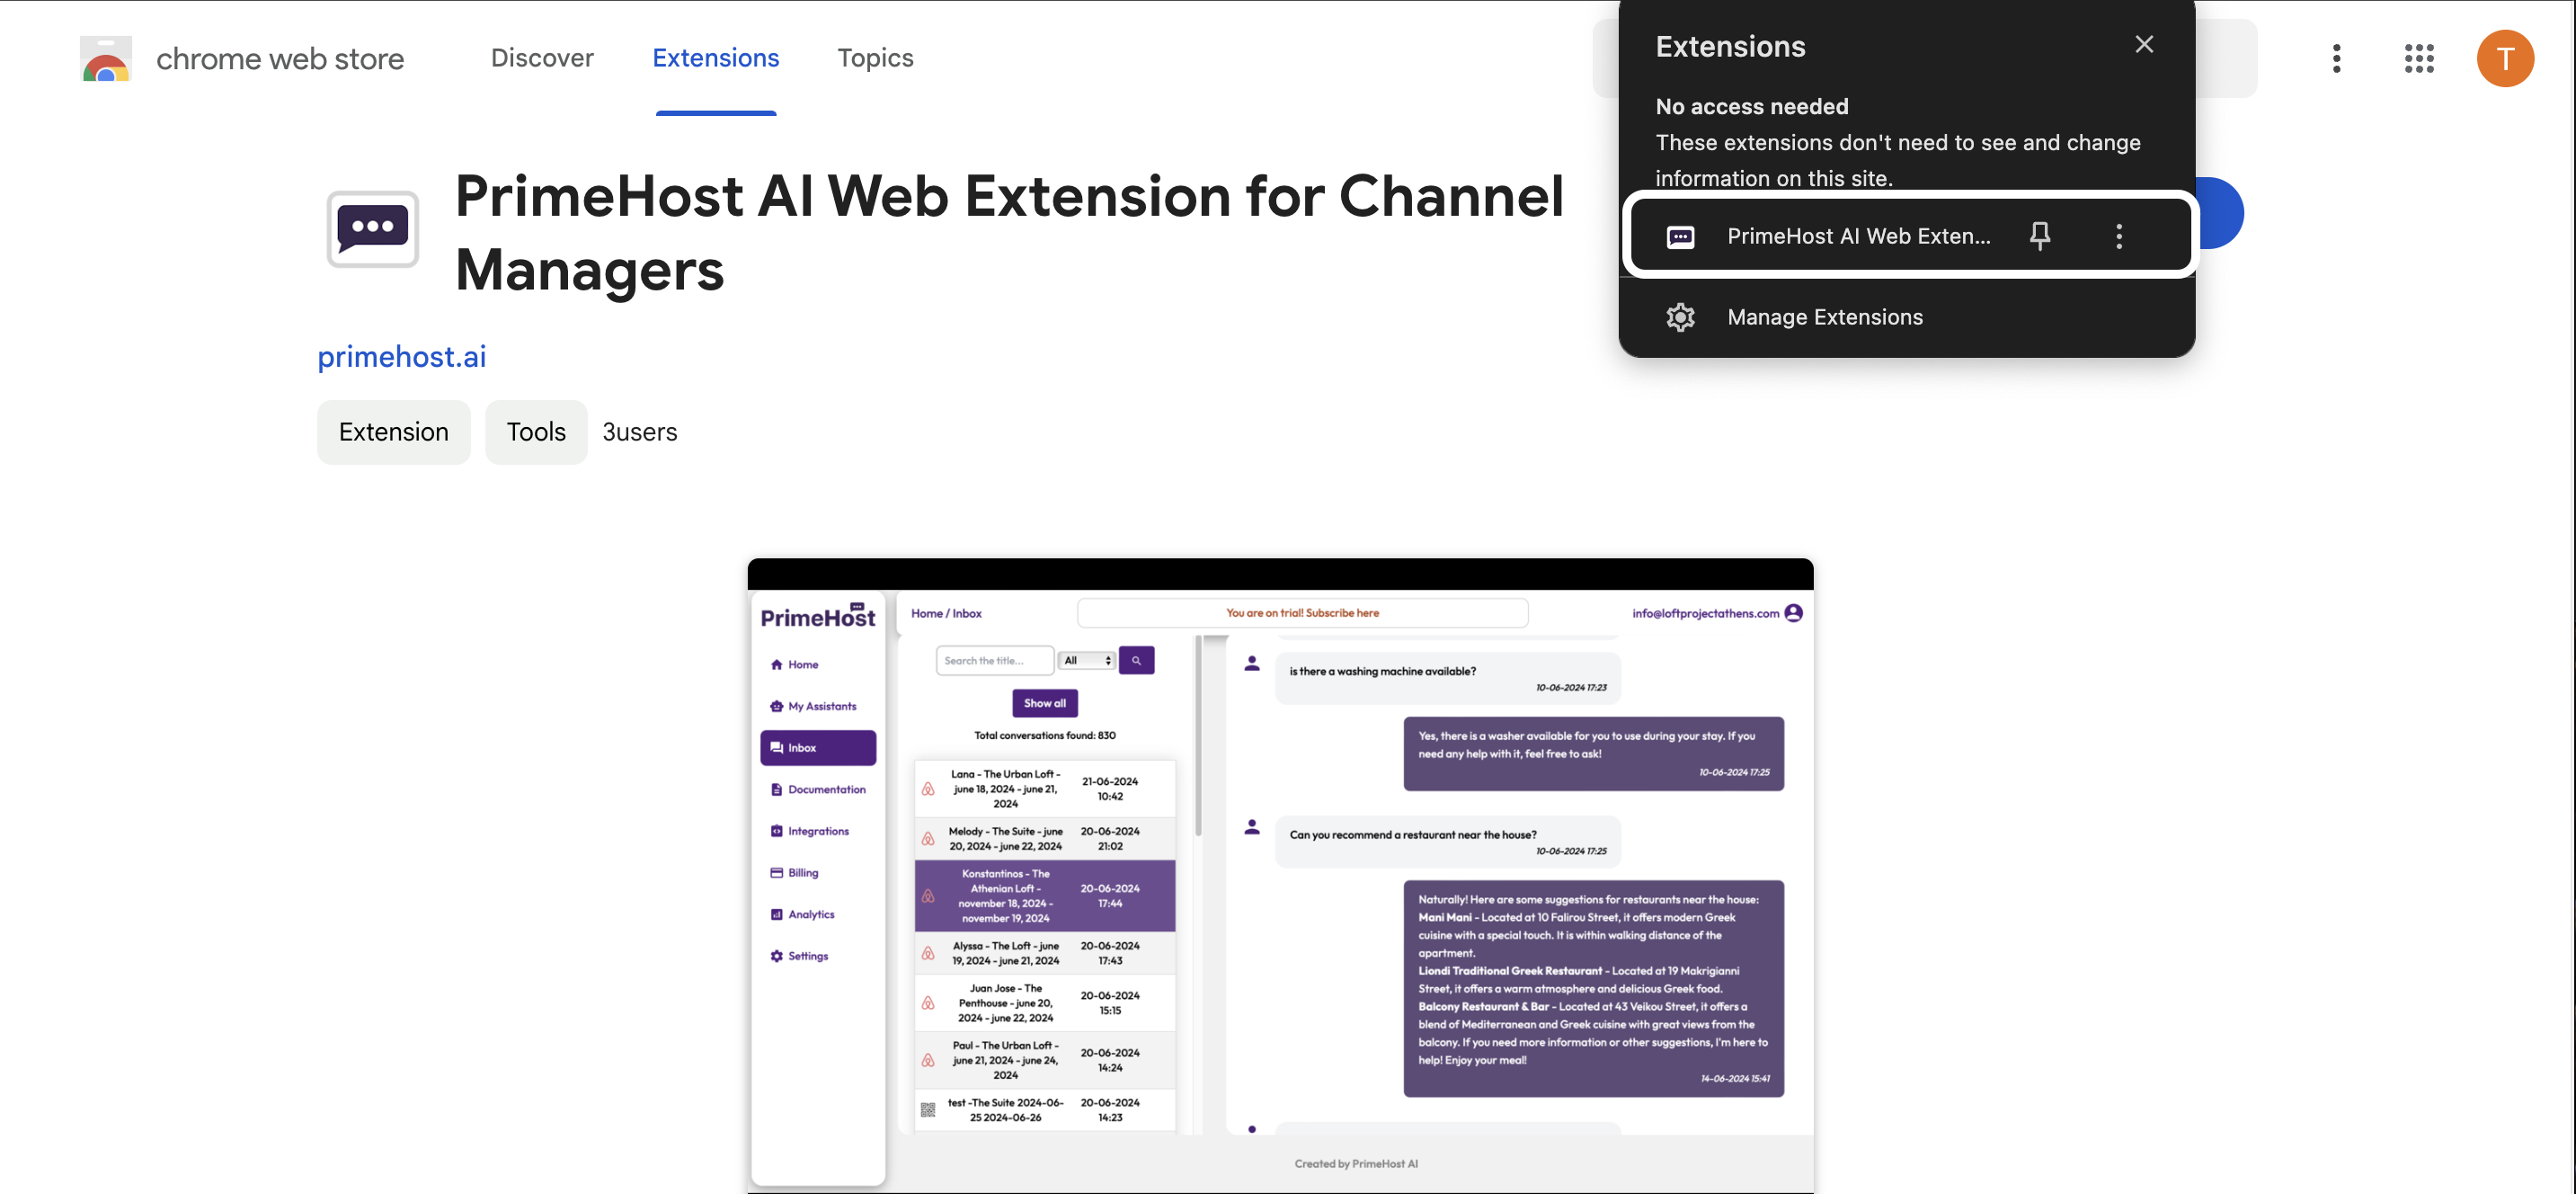 chrome web store
Discover
Extensions
Topics
T
Extensions
No access needed
These extensions don't need to see and change
information on this site.
PrimeHost AI Web Exten...
Manage Extensions
PrimeHost AI Web Extension for Channel
Managers
primehost.ai
Extension
Tools
3users
PrimeHost
Home
My Assistants
Inbox
Documentation
Integrations
Billing
Analytics
Settings
Home / Inbox
You are on trial! Subscribe here
info@loftprojectathens.com
Search the title...
All
Show all
Total conversations found: 830
Lana - The Urban Loft -
june 18, 2024 - june 21,
2024
21-06-2024
10:42
Melody - The Suite - june
20, 2024 - june 22, 2024
20-06-2024
21:02
Konstantinos - The
Athenian Loft -
november 18, 2024 -
november 19, 2024
20-06-2024
17:44
Alyssa - The Loft - june
19, 2024 - june 21, 2024
20-06-2024
17:43
Juan Jose - The
Penthouse - june 20,
2024 - june 22, 2024
20-06-2024
15:15
Paul - The Urban Loft -
june 21, 2024 - june 24,
2024
20-06-2024
14:24
test -The Suite 2024-06-
25 2024-06-26
20-06-2024
14:23
is there a washing machine available?
10-06-2024 17:23
Yes, there is a washer available for you to use during your stay. If you
need any help with it, feel free to ask!
10-06-2024 17:25
Can you recommend a restaurant near the house?
10-06-2024 17:25
Naturally! Here are some suggestions for restaurants near the house:
Mani Mani - Located at 10 Falirou Street, it offers modern Greek
cuisine with a special touch. It is within walking distance of the
apartment.
Liondi Traditional Greek Restaurant - Located at 19 Makrigianni
Street, it offers a warm atmosphere and delicious Greek food.
Balcony Restaurant & Bar - Located at 43 Veikou Street, it offers a
blend of Mediterranean and Greek cuisine with great views from the
balcony. If you need more information or other suggestions, I'm here to
help! Enjoy your meal!
14-06-2024 15:41
Created by PrimeHost AI